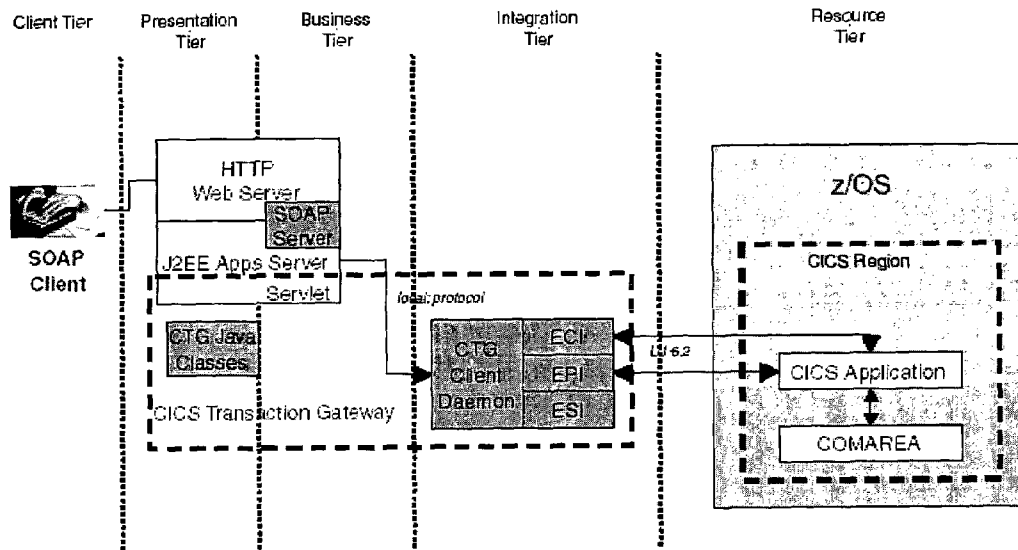 Client Tier
Presentation
Tier
Business
Tier
Integration
Tier
Resource
Tier
HTTP
Web Server
SOAP
Server
J2EE Apps Server
Servlet
SOAP
Client
local: protocol
CTG Java
Classes
CICS Transaction Gateway
CTG
Client
Daemon
ECI
EPI
ESI
LU 6.2
z/OS
CICS Region
CICS Application
COMAREA